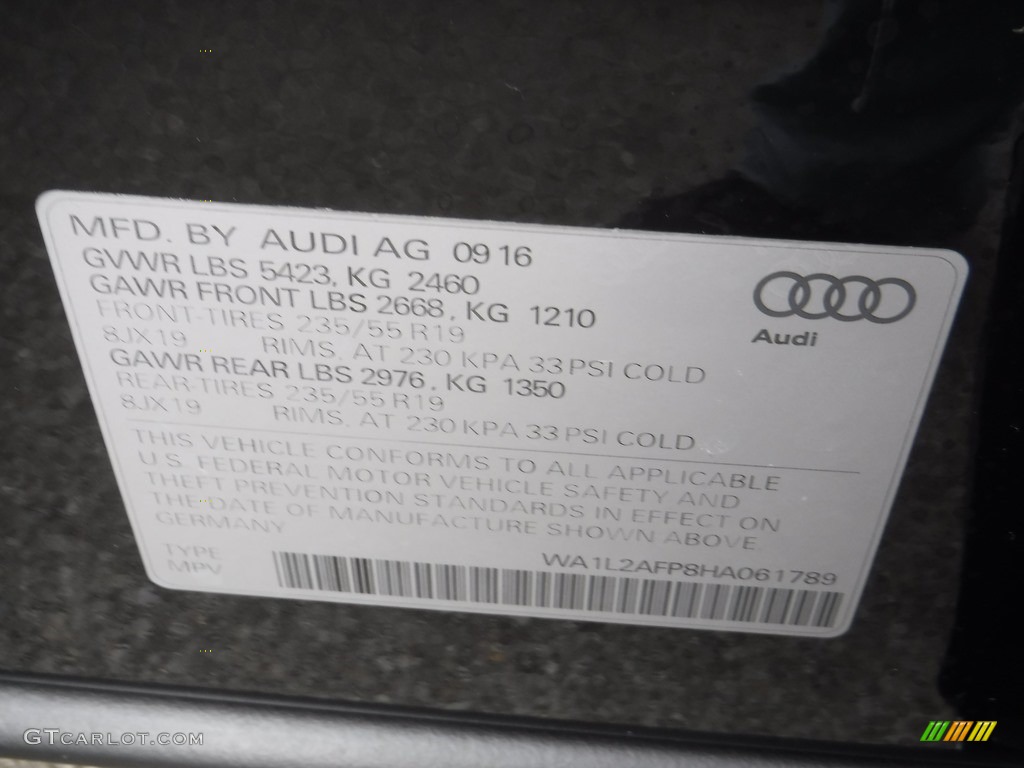 MFD. BY AUDI AG 09 16
GVWR LBS 5423, KG 2460
GAWR FRONT LBS 2668, KG 1210
FRONT-TIRES 235/55 R19
8JX19 RIMS. AT 230 KPA 33 PSI COLD
GAWR REAR LBS 2976, KG 1350
REAR-TIRES 235/55 R19
8JX19 RIMS. AT 230 KPA 33 PSI COLD
Audi
THIS VEHICLE CONFORMS TO ALL APPLICABLE
U.S. FEDERAL MOTOR VEHICLE SAFETY AND
THEFT PREVENTION STANDARDS IN EFFECT ON
THE DATE OF MANUFACTURE SHOWN ABOVE.
GERMANY
TYPE
MPV
WA1L2AFP8HA061789
GTCARLOT.COM